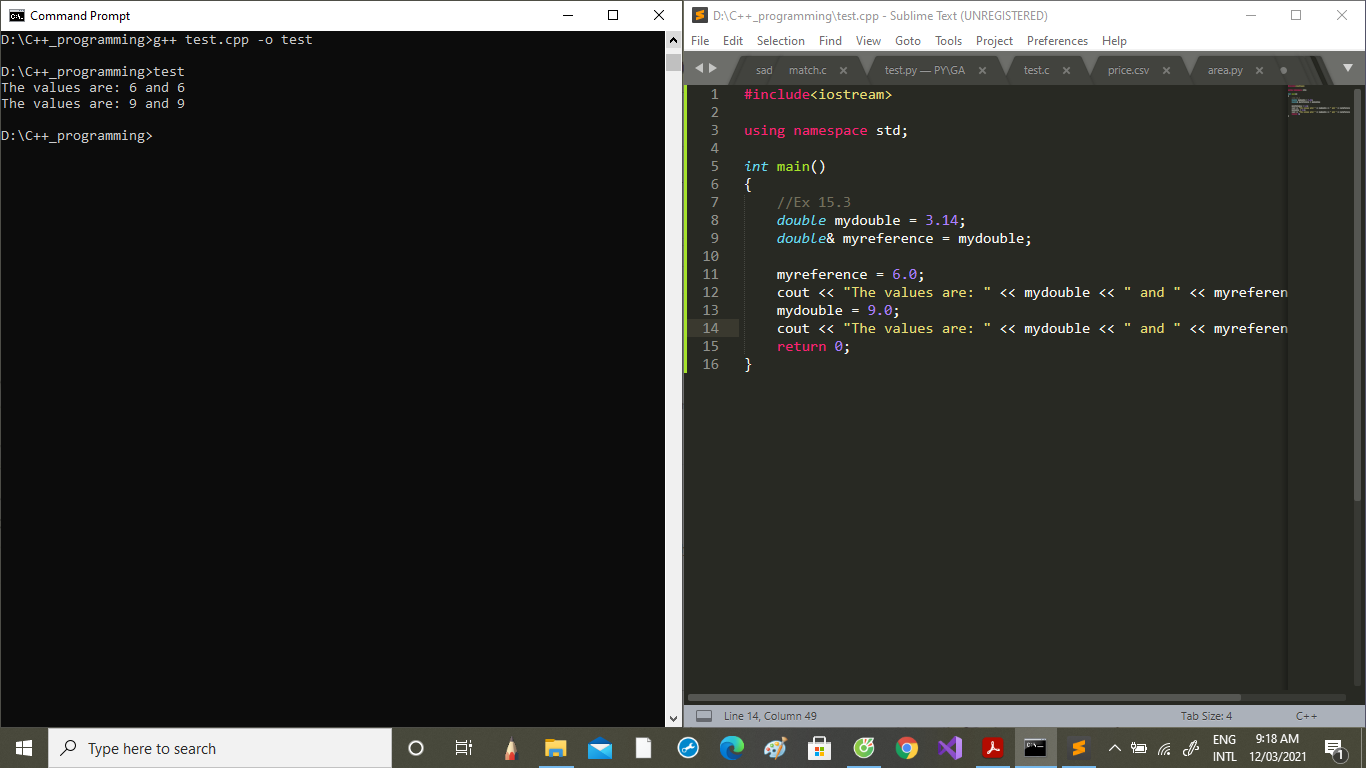 Command Prompt
D:\C++_programming>g++ test.cpp -o test
D:\C++_programming>test
The values are: 6 and 6
The values are: 9 and 9
D:\C++_programming>
D:\C++_programming\test.cpp - Sublime Text (UNREGISTERED)
File Edit Selection Find View Goto Tools Project Preferences Help
sad match.c test.py — PY\GA test.c price.csv area.py
1 #include<iostream>
2
3 using namespace std;
4
5 int main()
6 {
7 //Ex 15.3
8 double mydouble = 3.14;
9 double& myreference = mydouble;
10
11 myreference = 6.0;
12 cout << "The values are: " << mydouble << " and " << myreferen
13 mydouble = 9.0;
14 cout << "The values are: " << mydouble << " and " << myreferen
15 return 0;
16 }
Line 14, Column 49 Tab Size: 4 C++
Type here to search
ENG 9:18 AM
INTL 12/03/2021 1